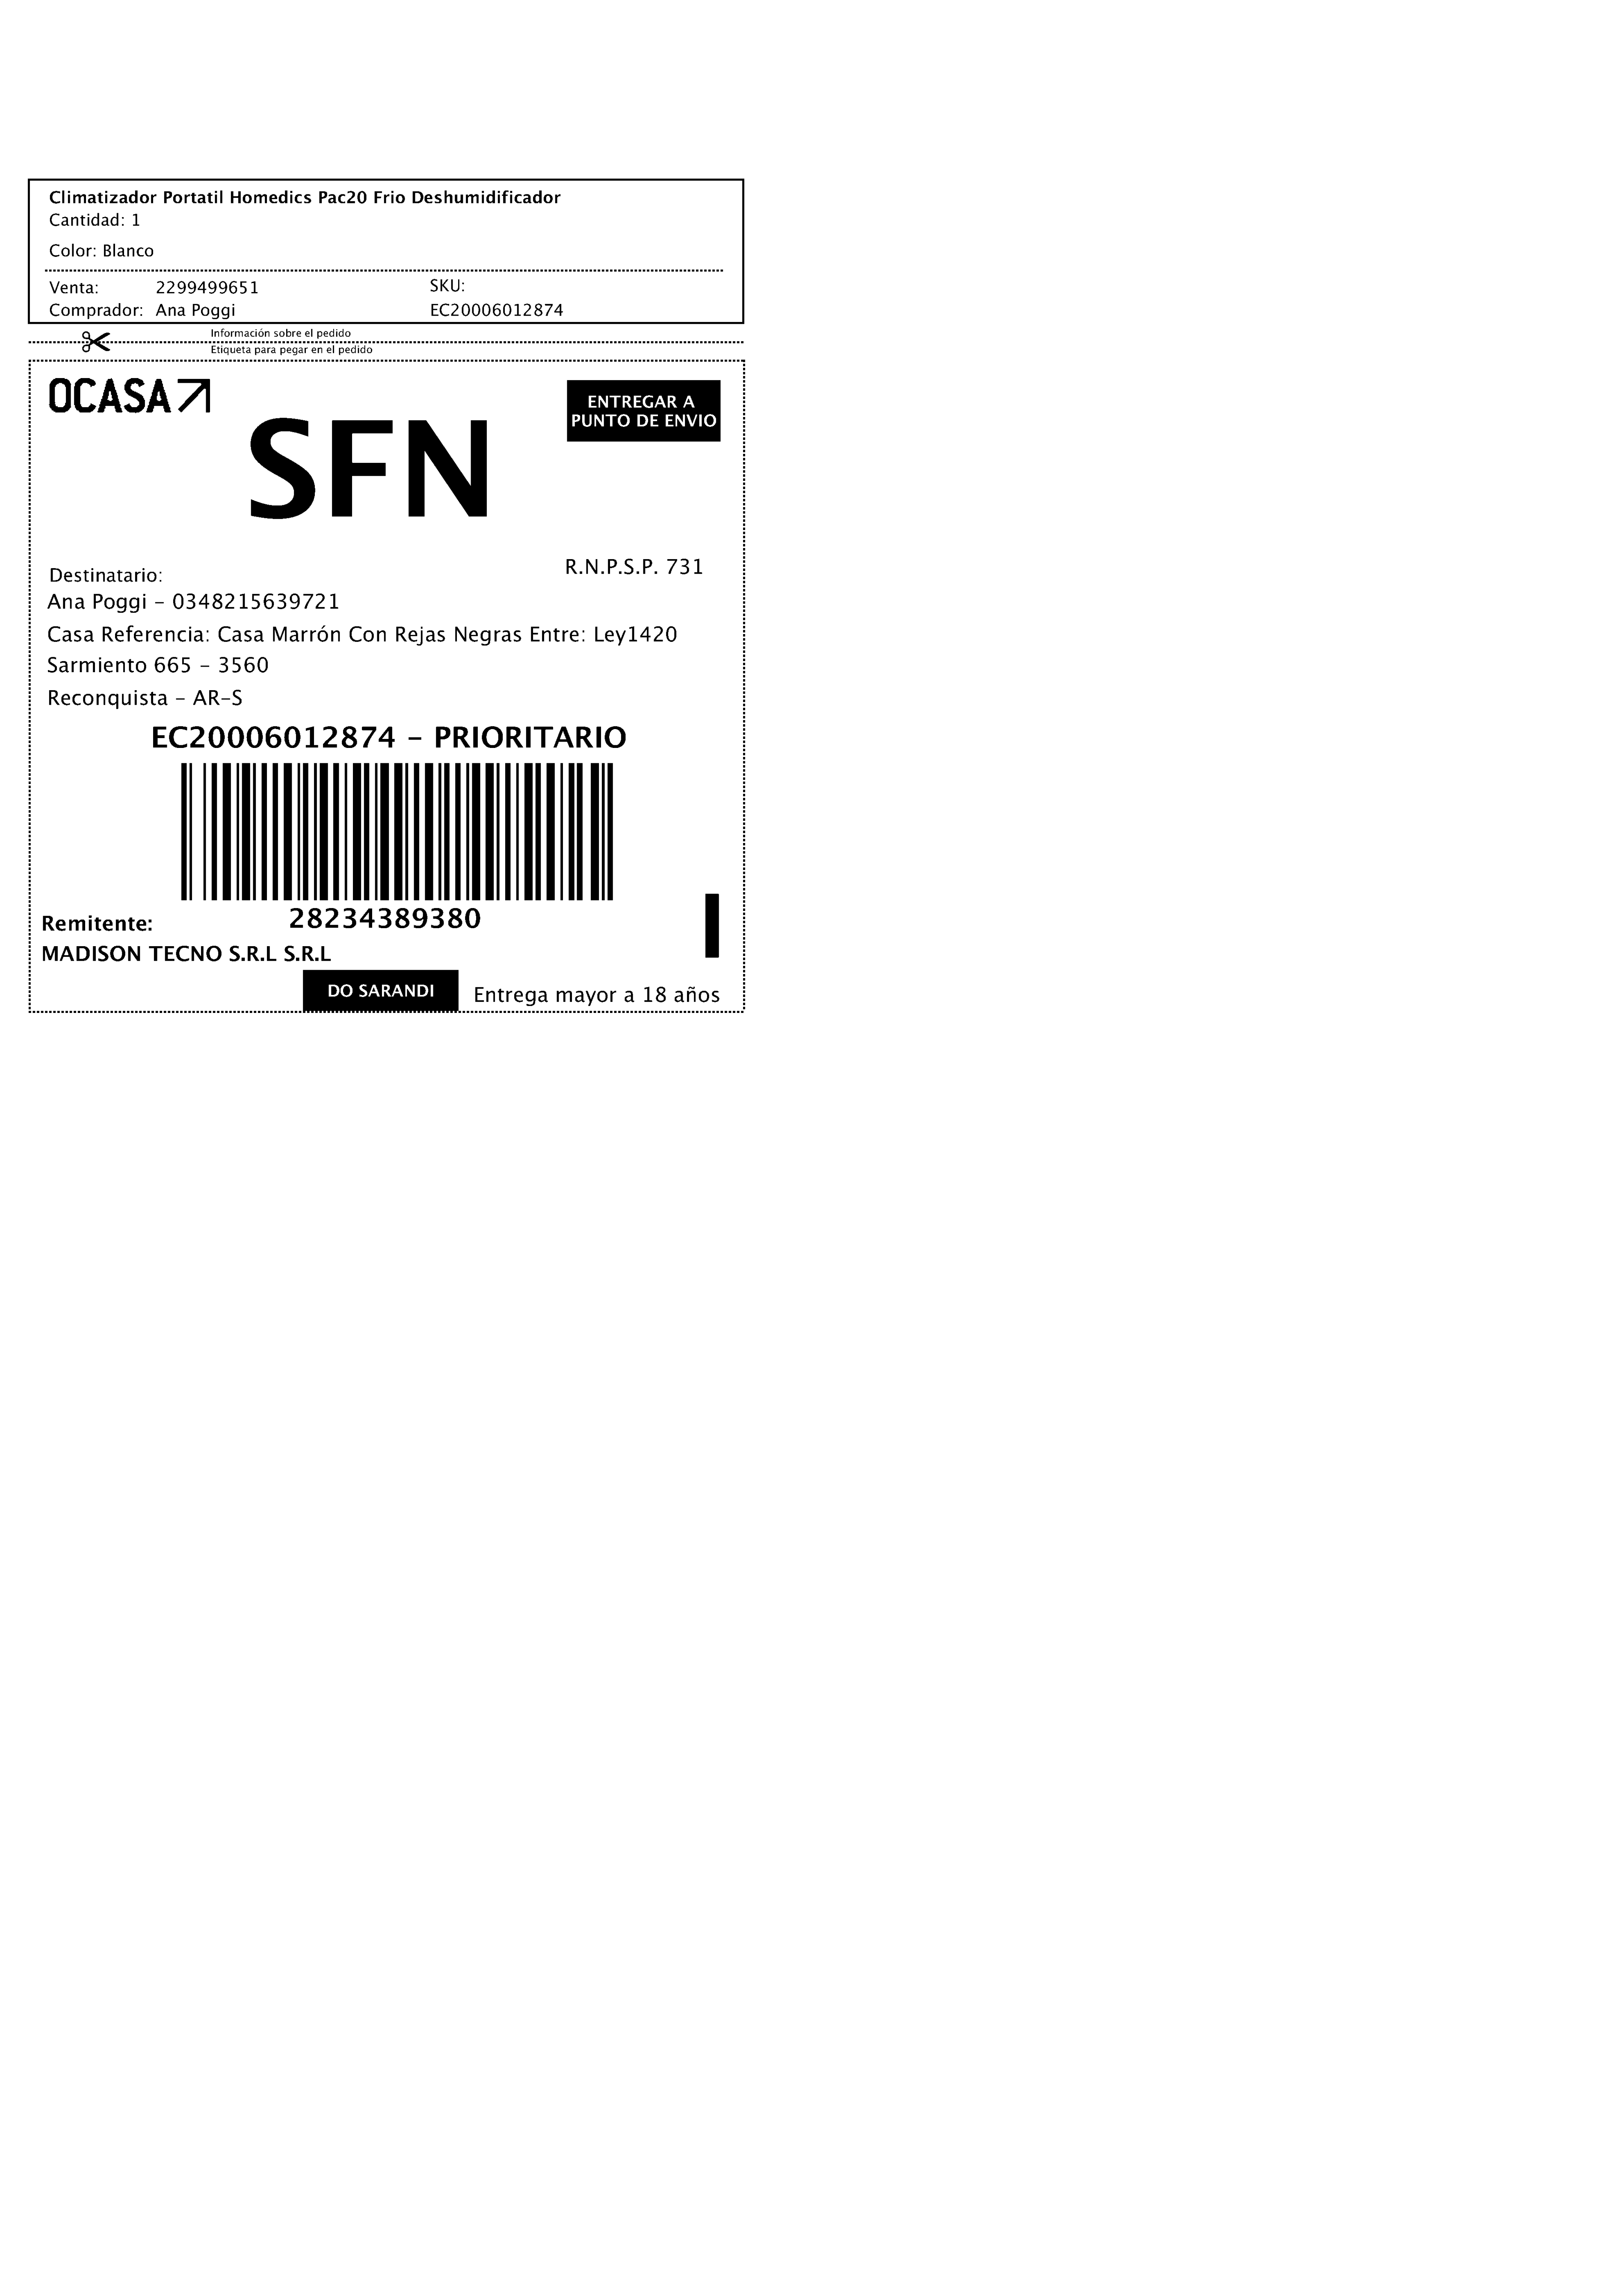 Climatizador Portatil Homedics Pac20 Frio Deshumidificador
Cantidad: 1
Color: Blanco
Venta: 2299499651 SKU:
Comprador: Ana Poggi EC20006012874
Información sobre el pedido
Etiqueta para pegar en el pedido
OCASA
ENTREGAR A
PUNTO DE ENVIO
SFN
R.N.P.S.P. 731
Destinatario:
Ana Poggi - 0348215639721
Casa Referencia: Casa Marrón Con Rejas Negras Entre: Ley1420
Sarmiento 665 - 3560
Reconquista - AR-S
EC20006012874 - PRIORITARIO
28234389380
Remitente:
MADISON TECNO S.R.L S.R.L
I
DO SARANDI
Entrega mayor a 18 años